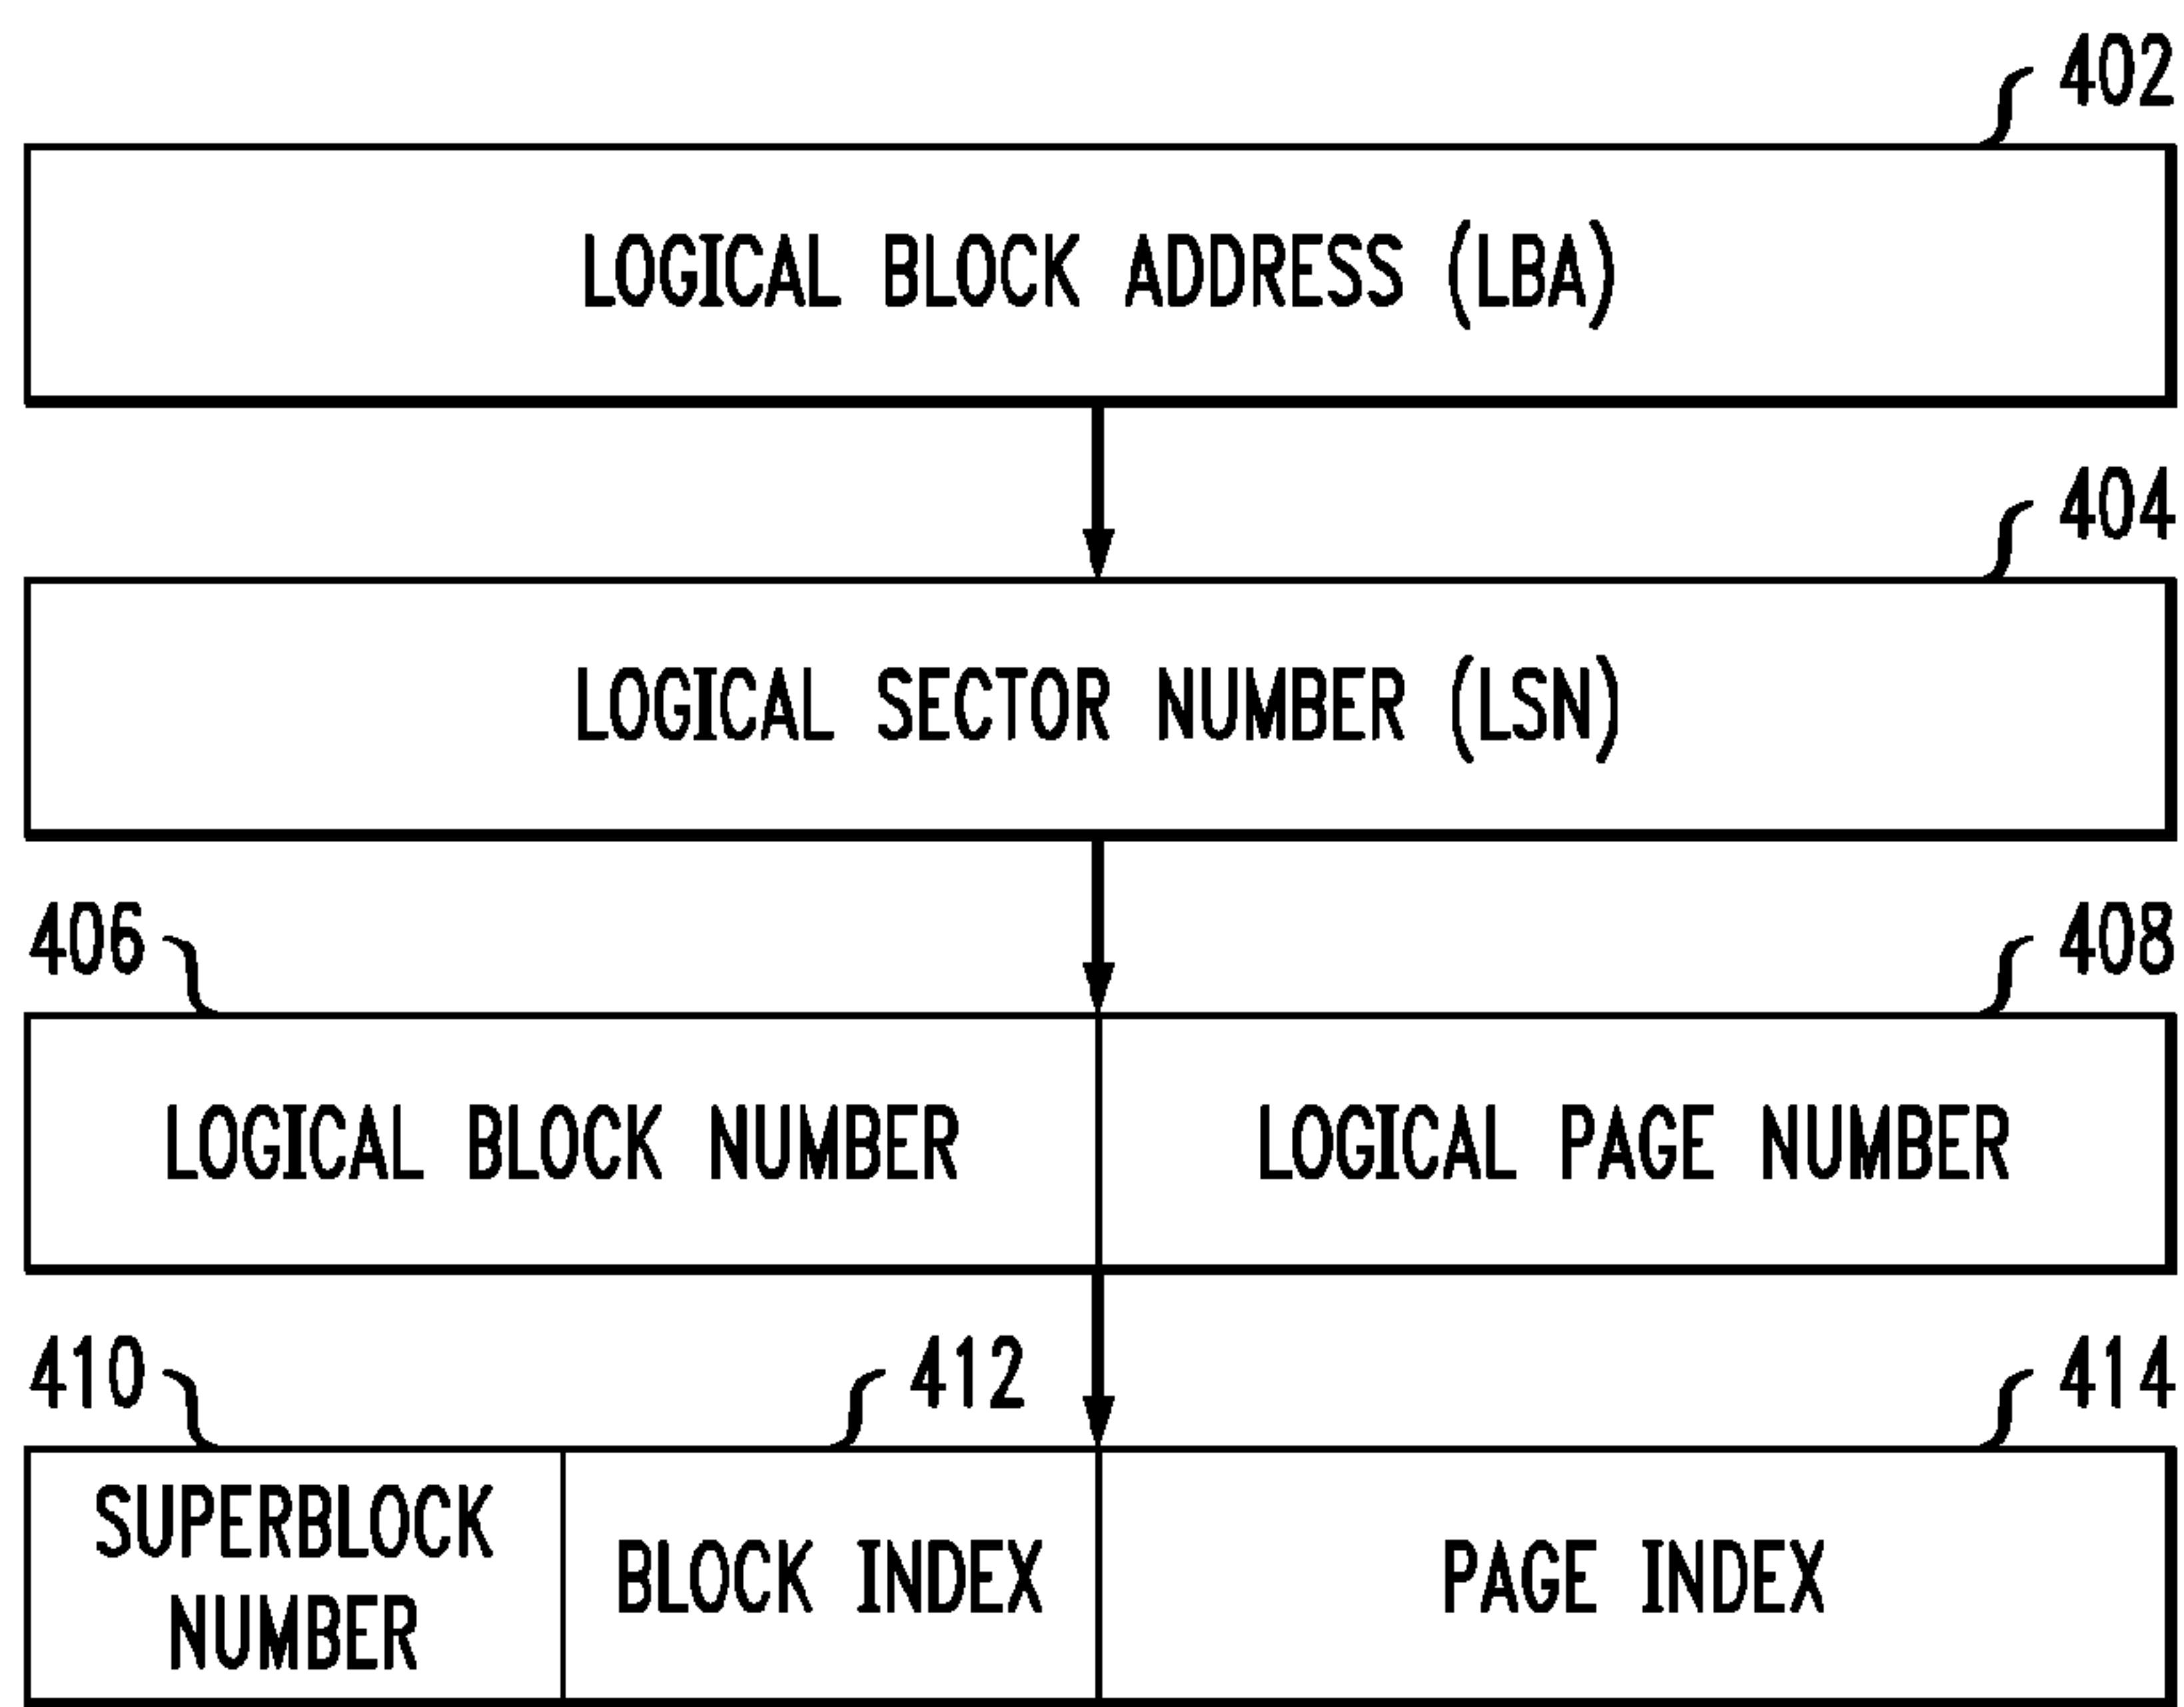 402
LOGICAL BLOCK ADDRESS (LBA)
404
LOGICAL SECTOR NUMBER (LSN)
406
408
LOGICAL BLOCK NUMBER
LOGICAL PAGE NUMBER
410
412
414
SUPERBLOCK
NUMBER
BLOCK INDEX
PAGE INDEX